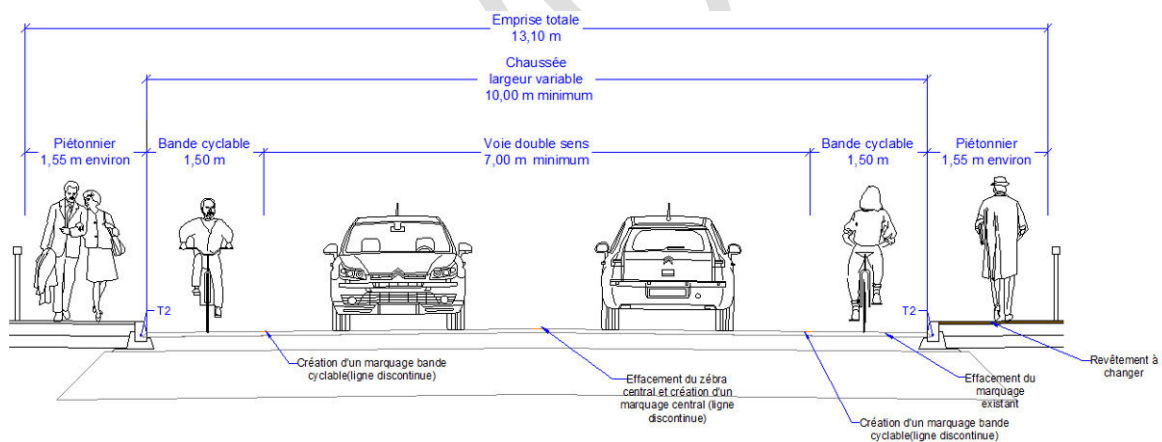 Emprise totale
13,10 m
Chaussée
largeur variable
10,00 m minimum
Piétonnier
1,55 m environ
Bande cyclable
1,50 m
Voie double sens
7,00 m minimum
Bande cyclable
1,50 m
Piétonnier
1,55 m environ
T2
T2
Création d'un marquage bande
cyclable(ligne discontinue)
Effacement du zébra
central et création d'un
marquage central (ligne
discontinue)
Effacement du
marquage
existant
Revêtement à
changer
Création d'un marquage bande
cyclable(ligne discontinue)